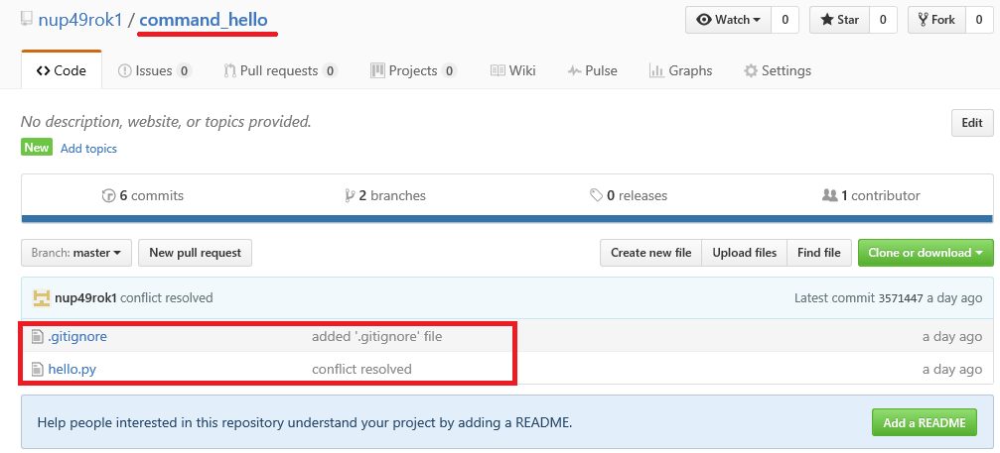 nup49rok1 / command_hello Watch 0 Star 0 Fork 0
Code Issues 0 Pull requests 0 Projects 0 Wiki Pulse Graphs Settings
No description, website, or topics provided. Edit
New Add topics
6 commits 2 branches 0 releases 1 contributor
Branch: master New pull request Create new file Upload files Find file Clone or download
nup49rok1 conflict resolved Latest commit 3571447 a day ago
.gitignore added '.gitignore' file a day ago
hello.py conflict resolved a day ago
Help people interested in this repository understand your project by adding a README. Add a README